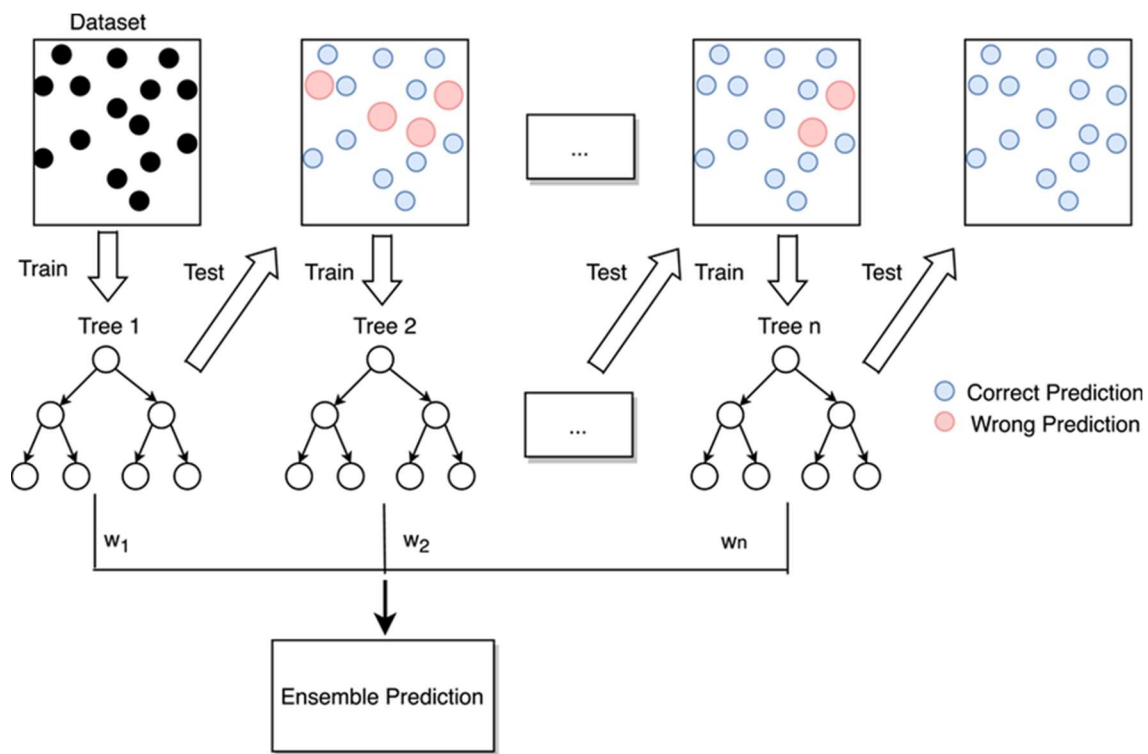 Dataset
...
Train
Test
Train
Test
Train
Test
Tree 1
Tree 2
Tree n
...
Correct Prediction
Wrong Prediction
w1
w2
wn
Ensemble Prediction